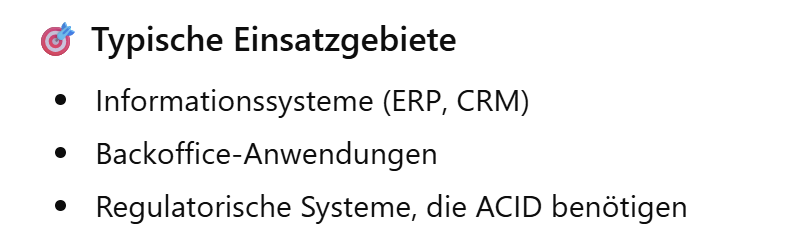 🎯 Typische Einsatzgebiete
• Informationssysteme (ERP, CRM)
• Backoffice-Anwendungen
• Regulatorische Systeme, die ACID benötigen